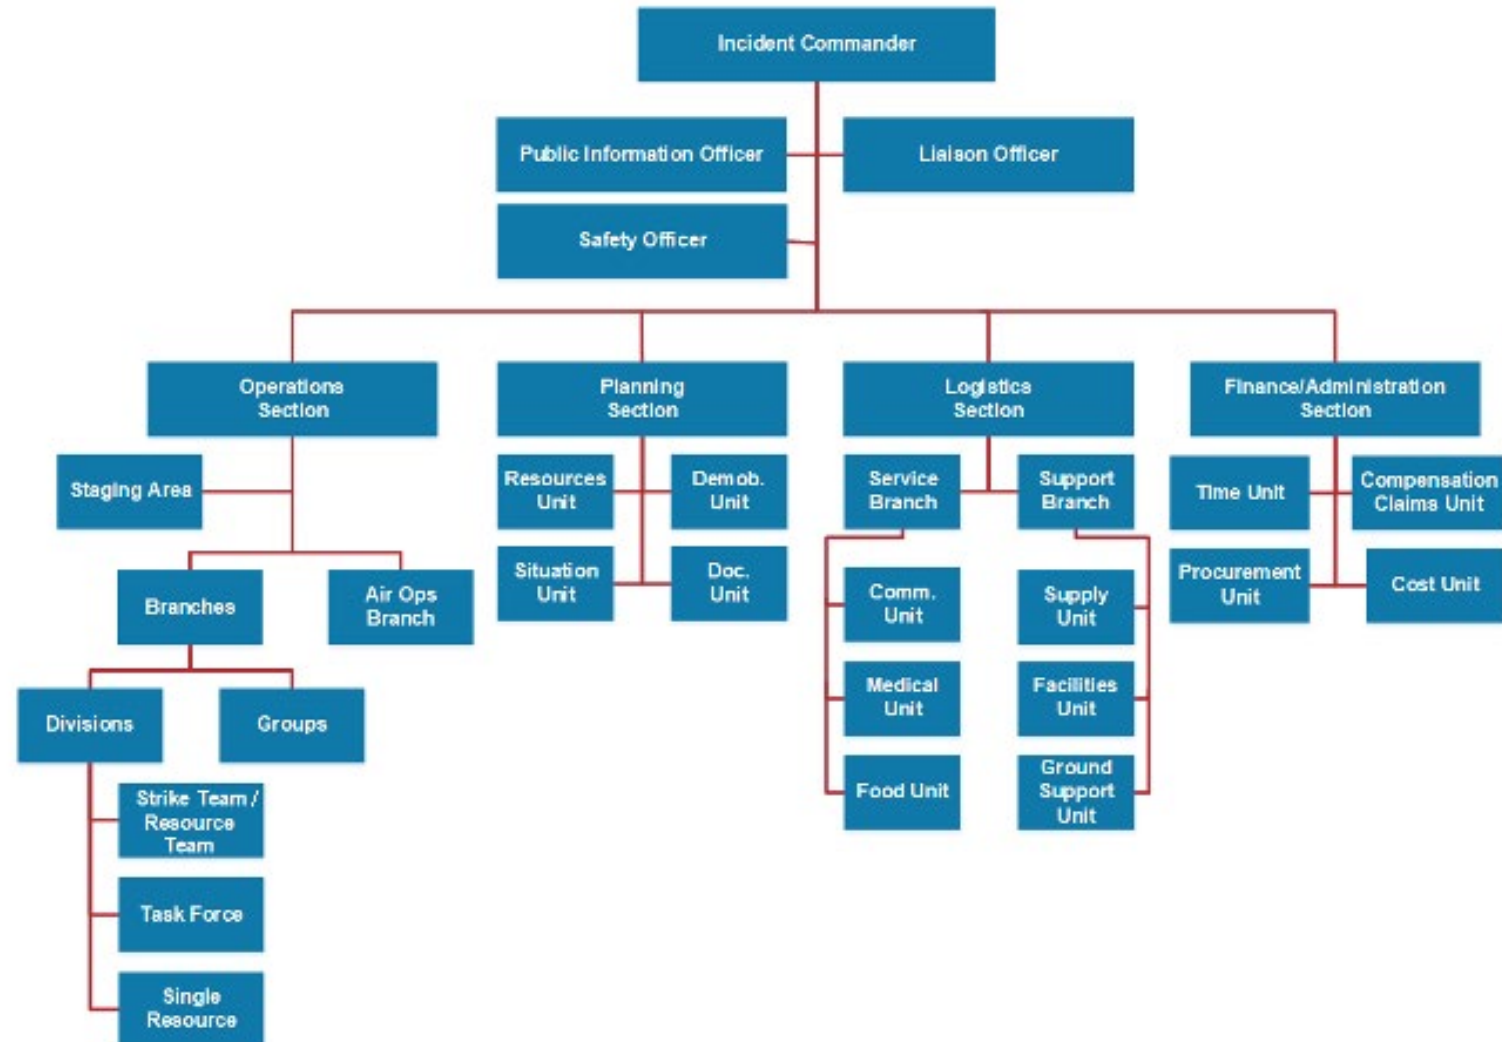 Incident Commander
Public Information Officer
Liaison Officer
Safety Officer
Operations
Section
Planning
Section
Logistics
Section
Finance/Administration
Section
Staging Area
Resources
Unit
Demob.
Unit
Service
Branch
Support
Branch
Time Unit
Compensation
Claims Unit
Branches
Air Ops
Branch
Situation
Unit
Doc.
Unit
Comm.
Unit
Supply
Unit
Procurement
Unit
Cost Unit
Divisions
Groups
Medical
Unit
Facilities
Unit
Strike Team /
Resource
Team
Food Unit
Ground
Support
Unit
Task Force
Single
Resource